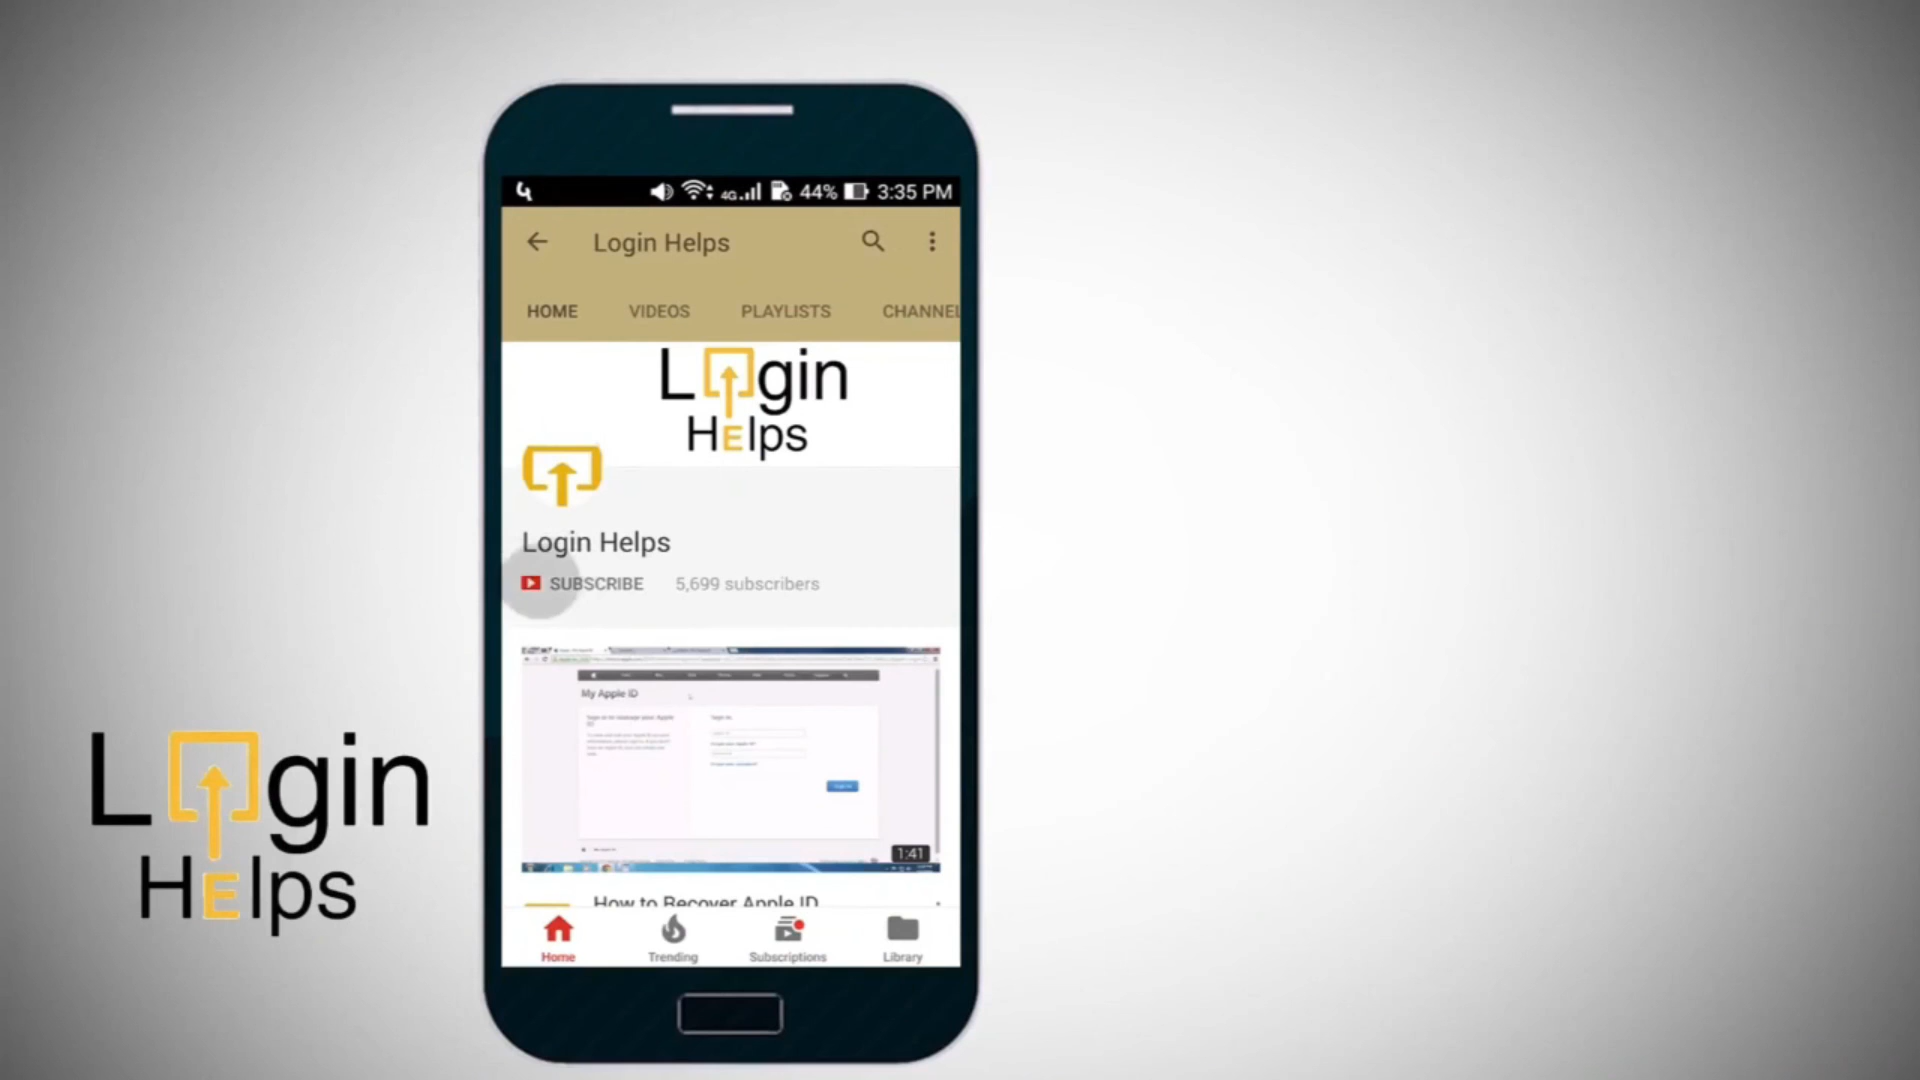 4G 44% 3:35 PM
Login Helps
HOME VIDEOS PLAYLISTS CHANNEL
Login
Helps
Login Helps
SUBSCRIBE 5,699 subscribers
My Apple ID
1:41
How to Recover Apple ID
Home Trending Subscriptions Library
Login
Helps